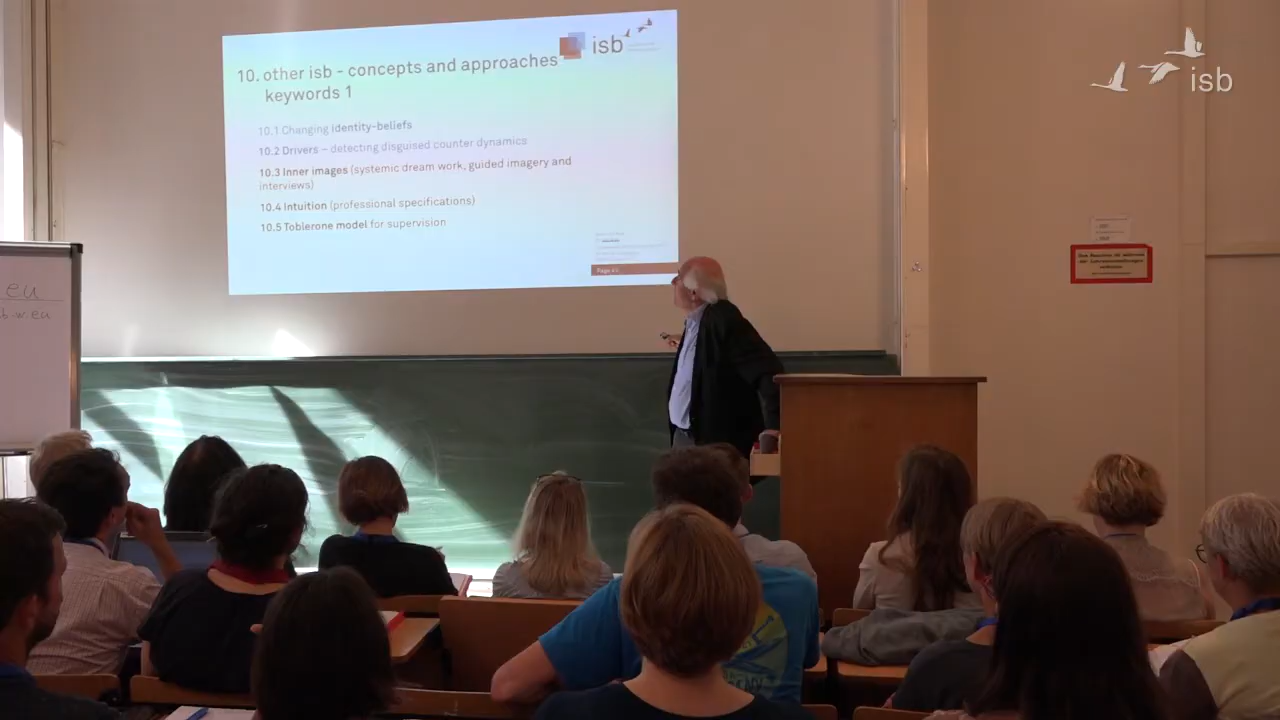 isb
10. other isb - concepts and approaches
keywords 1
10.1 Changing identity-beliefs
10.2 Drivers – detecting disguised counter dynamics
10.3 Inner images (systemic dream work, guided imagery and
interviews)
10.4 Intuition (professional specifications)
10.5 Toblerone model for supervision
isb
eu
b-w.eu